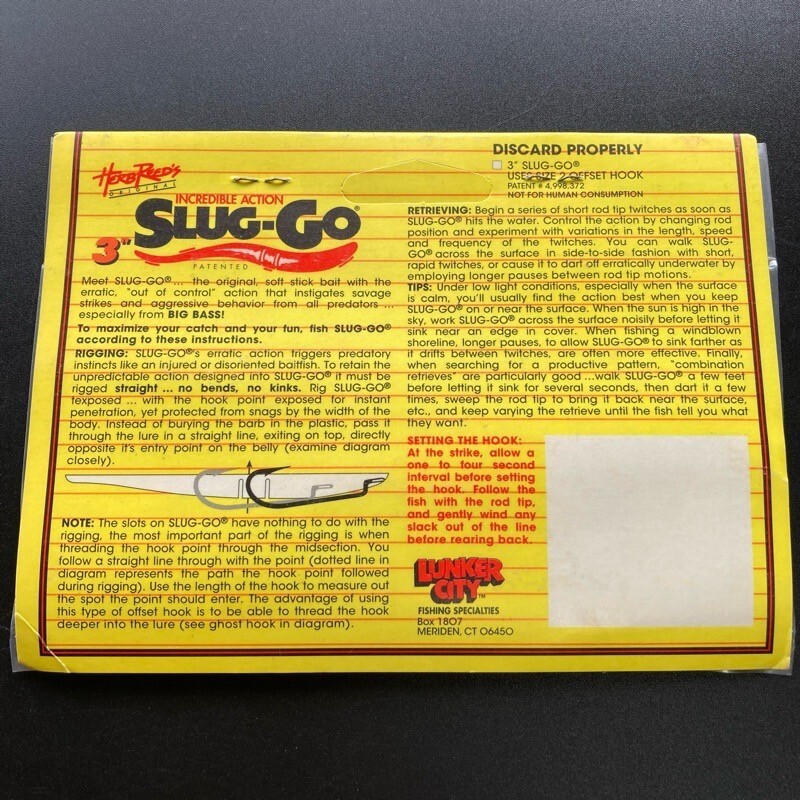 HERB REED'S
ORIGINAL
INCREDIBLE ACTION
3" SLUG-GO®
PATENTED
Meet SLUG-GO®... the original, soft stick bait with the
erratic, "out of control" action that instigates savage
strikes and aggressive behavior from all predators ...
especially from BIG BASS!
To maximize your catch and your fun, fish SLUG-GO®
according to these instructions.
RIGGING: SLUG-GO®'s erratic action triggers predatory
instincts like an injured or disoriented baitfish. To retain the
unpredictable action designed into SLUG-GO® it must be
rigged straight ... no bends, no kinks. Rig SLUG-GO®
Texposed ... with the hook point exposed for instant
penetration, yet protected from snags by the width of the
body. Instead of burying the barb in the plastic, pass it
through the lure in a straight line, exiting on top, directly
opposite it's entry point on the belly (examine diagram
closely).
NOTE: The slots on SLUG-GO® have nothing to do with the
rigging, the most important part of the rigging is when
threading the hook point through the midsection. You
follow a straight line through with the point (dotted line in
diagram represents the path the hook point followed
during rigging). Use the length of the hook to measure out
the spot the point should enter. The advantage of using
this type of offset hook is to be able to thread the hook
deeper into the lure (see ghost hook in diagram).
DISCARD PROPERLY
3" SLUG-GO®
USES SIZE 2 OFFSET HOOK
PATENT # 4,998,372
NOT FOR HUMAN CONSUMPTION
RETRIEVING: Begin a series of short rod tip twitches as soon as
SLUG-GO® hits the water. Control the action by changing rod
position and experiment with variations in the length, speed
and frequency of the twitches. You can walk SLUG-
GO® across the surface in side-to-side fashion with short,
rapid twitches, or cause it to dart off erratically underwater by
employing longer pauses between rod tip motions.
TIPS: Under low light conditions, especially when the surface
is calm, you'll usually find the action best when you keep
SLUG-GO® on or near the surface. When the sun is high in the
sky, work SLUG-GO® across the surface noisily before letting it
sink near an edge in cover. When fishing a windblown
shoreline, longer pauses, to allow SLUG-GO® to sink farther as
it drifts between twitches, are often more effective. Finally,
when searching for a productive pattern, "combination
retrieves" are particularly good ...walk SLUG-GO® a few feet
before letting it sink for several seconds, then dart it a few
times, sweep the rod tip to bring it back near the surface,
etc., and keep varying the retrieve until the fish tell you what
they want.
SETTING THE HOOK:
At the strike, allow a
one to four second
interval before setting
the hook. Follow the
fish with the rod tip,
and gently wind any
slack out of the line
before rearing back.
LUNKER
CITY™
FISHING SPECIALTIES
Box 1807
MERIDEN, CT 06450